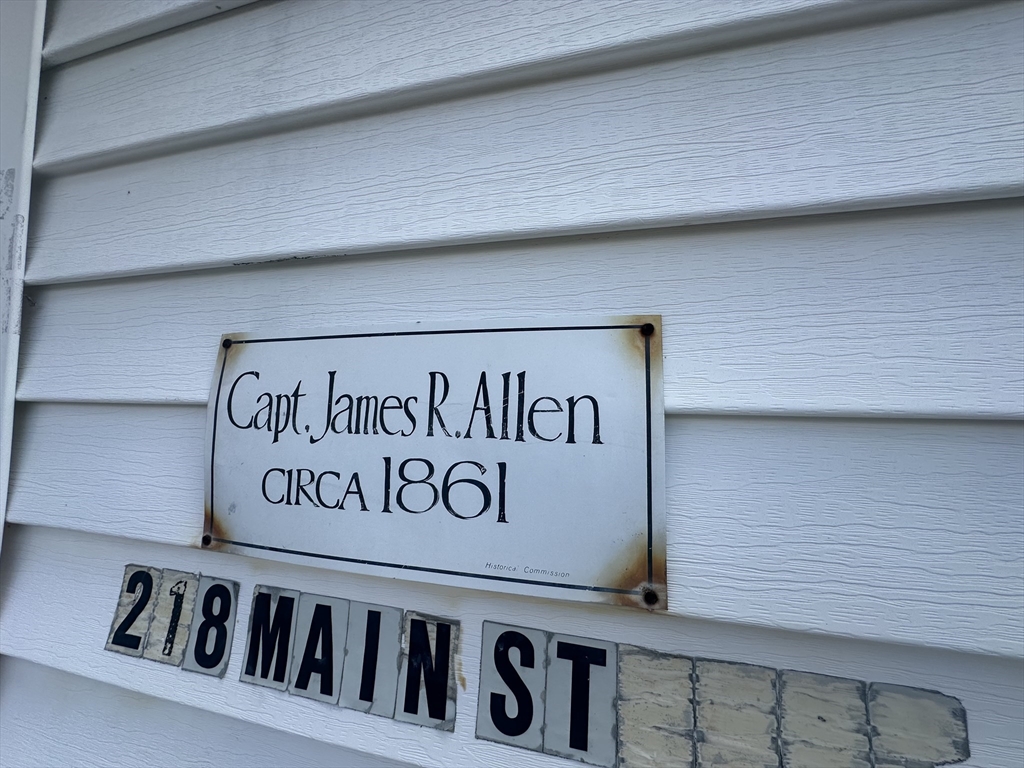 Capt. James R. Allen
CIRCA 1861
Historical Commission
218 MAIN ST